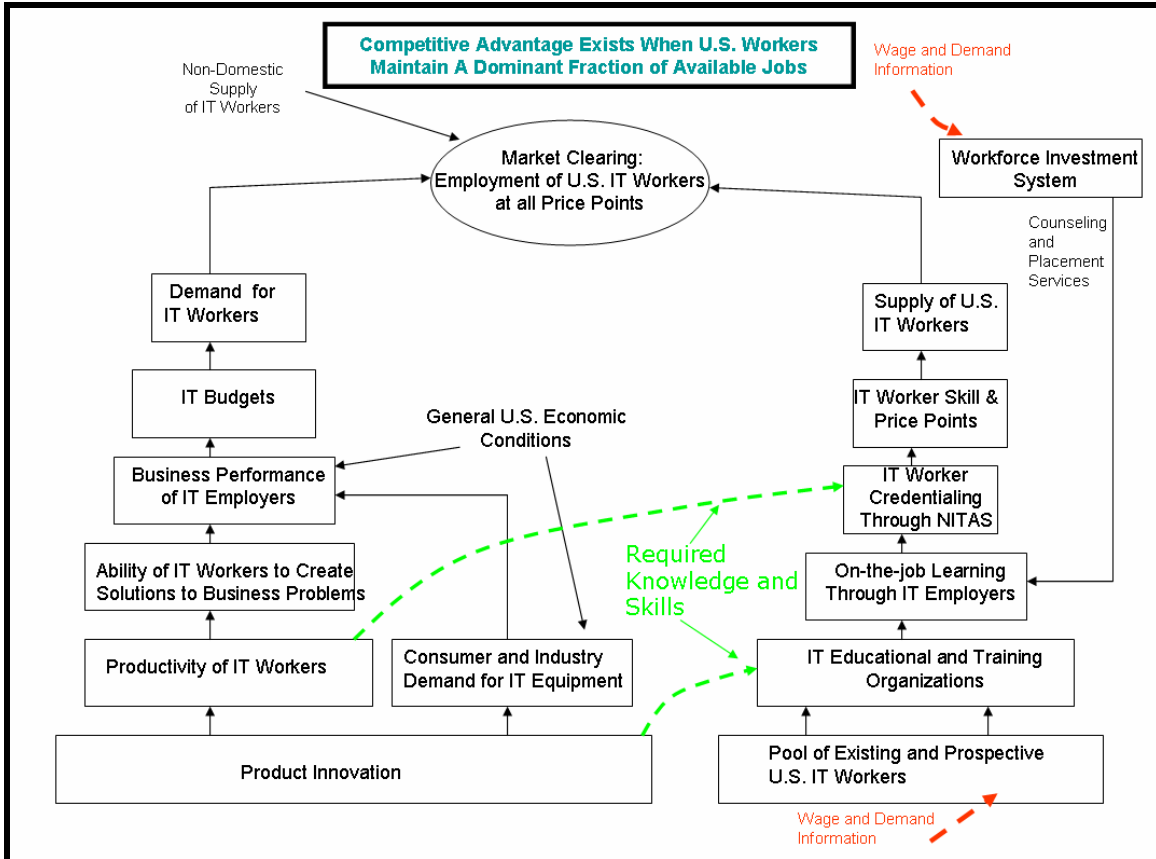 Competitive Advantage Exists When U.S. Workers
Maintain A Dominant Fraction of Available Jobs
Wage and Demand
Information
Non-Domestic
Supply
of IT Workers
Market Clearing:
Employment of U.S. IT Workers
at all Price Points
Workforce Investment
System
Counseling
and
Placement
Services
Demand for
IT Workers
Supply of U.S.
IT Workers
IT Budgets
IT Worker Skill &
Price Points
General U.S. Economic
Conditions
Business Performance
of IT Employers
IT Worker
Credentialing
Through NITAS
Required
Knowledge and
Skills
Ability of IT Workers to Create
Solutions to Business Problems
On-the-job Learning
Through IT Employers
Productivity of IT Workers
Consumer and Industry
Demand for IT Equipment
IT Educational and Training
Organizations
Product Innovation
Pool of Existing and Prospective
U.S. IT Workers
Wage and Demand
Information